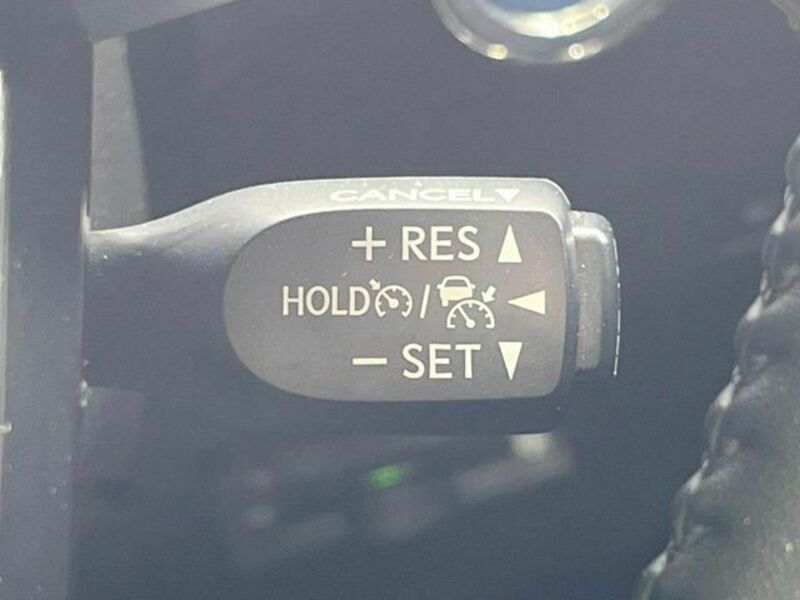 CANCEL▼
+ RES ▲
HOLD / ◀
− SET ▼